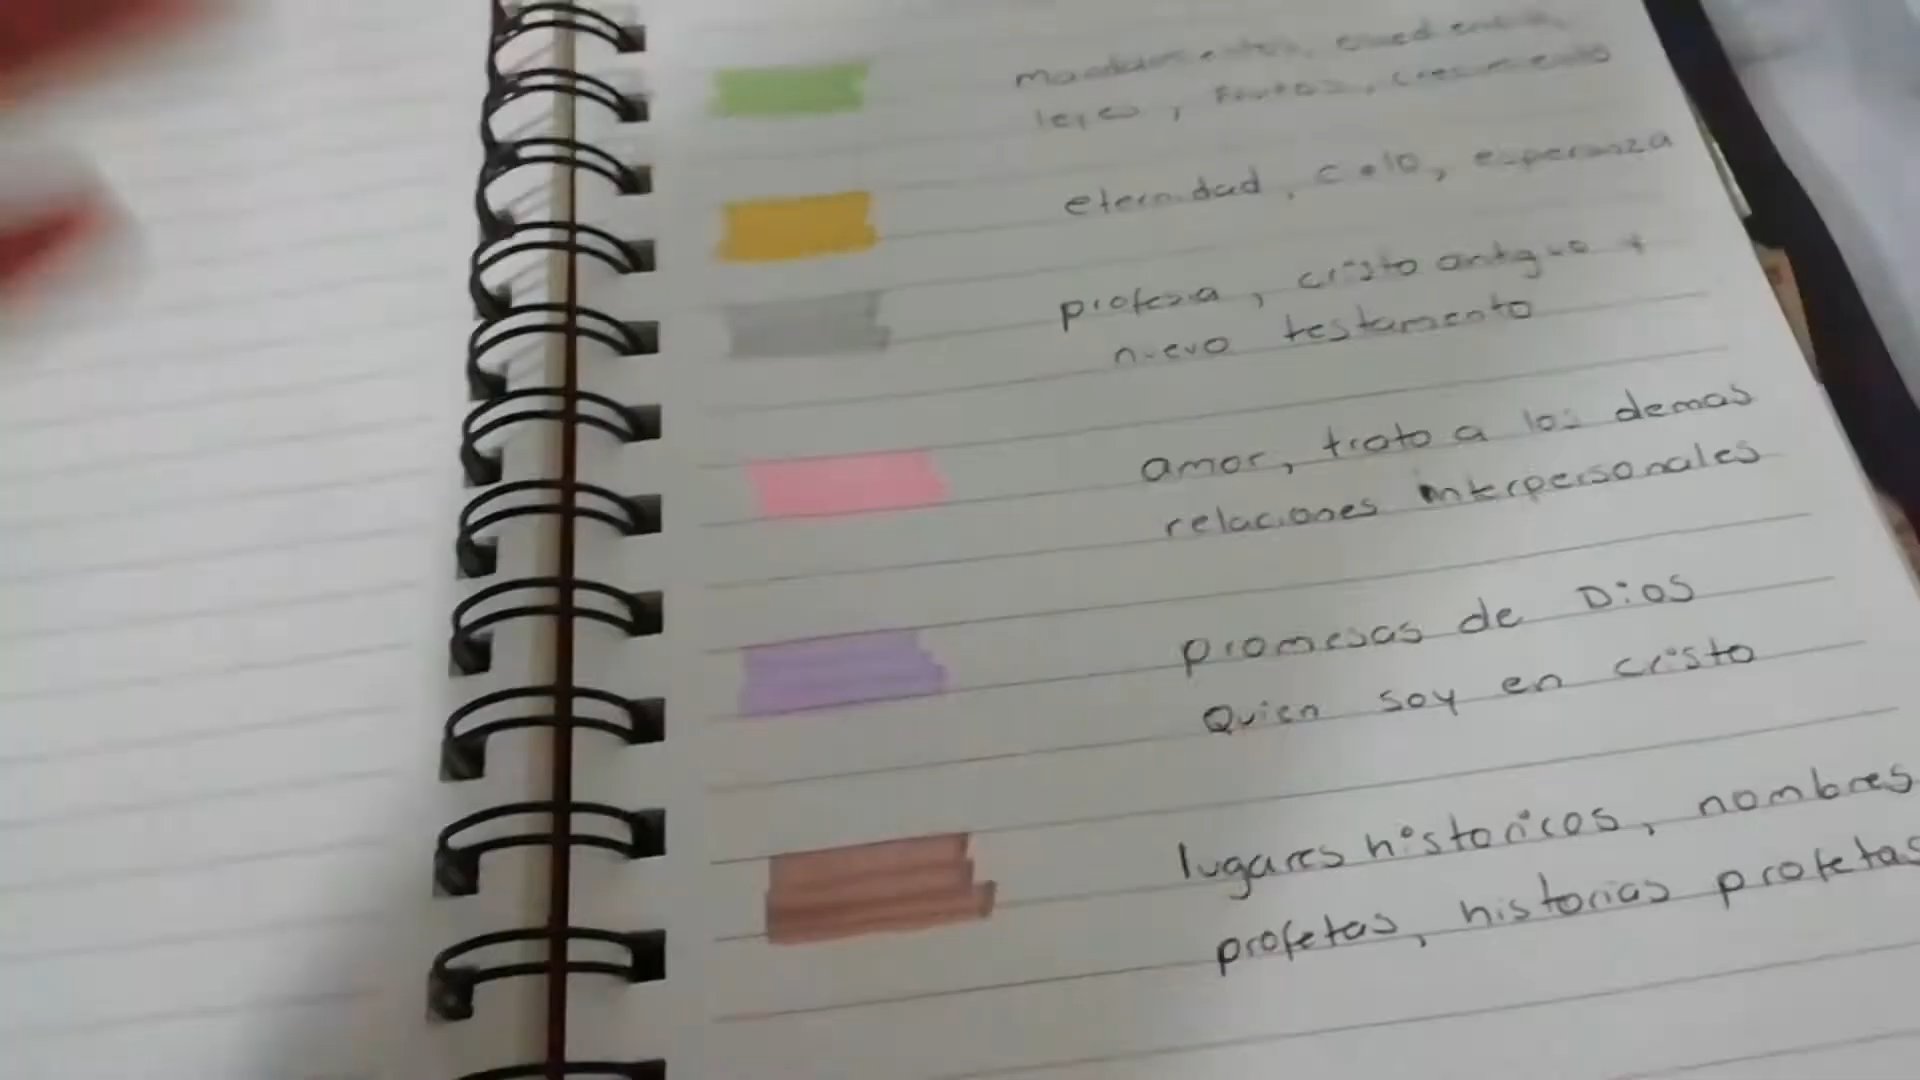 mandamientos, obediencia,
leyes, frutos, crecimiento
eternidad, cielo, esperanza
profesia, cristo antiguo y
nuevo testamento
amor, trato a los demas
relaciones interpersonales
promesas de Dios
Quien soy en cristo
lugares historicos, nombres
profetas, historias profetas